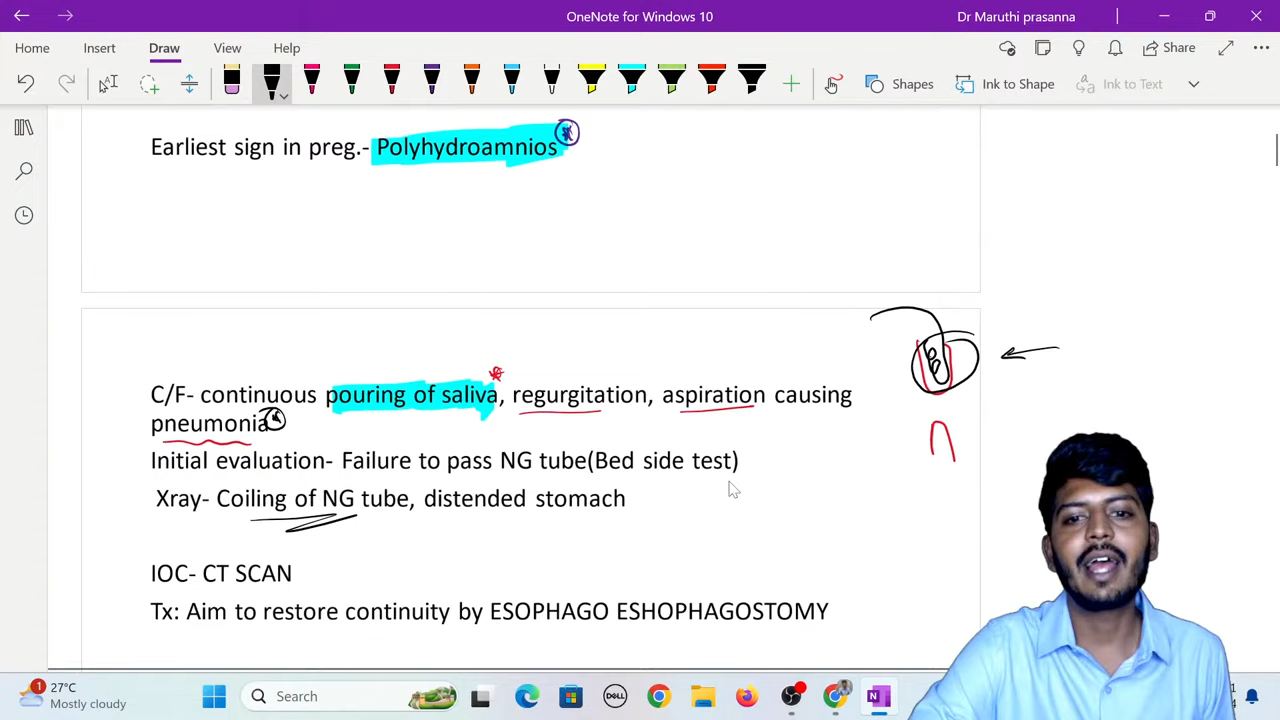 OneNote for Windows 10
Dr Maruthi prasanna
Home Insert Draw View Help
Share
Shapes Ink to Shape Ink to Text
Earliest sign in preg.- Polyhydroamnios
C/F- continuous pouring of saliva, regurgitation, aspiration causing
pneumonia
Initial evaluation- Failure to pass NG tube(Bed side test)
Xray- Coiling of NG tube, distended stomach
IOC- CT SCAN
Tx: Aim to restore continuity by ESOPHAGO ESHOPHAGOSTOMY
1
27°C
Mostly cloudy
Search
DELL